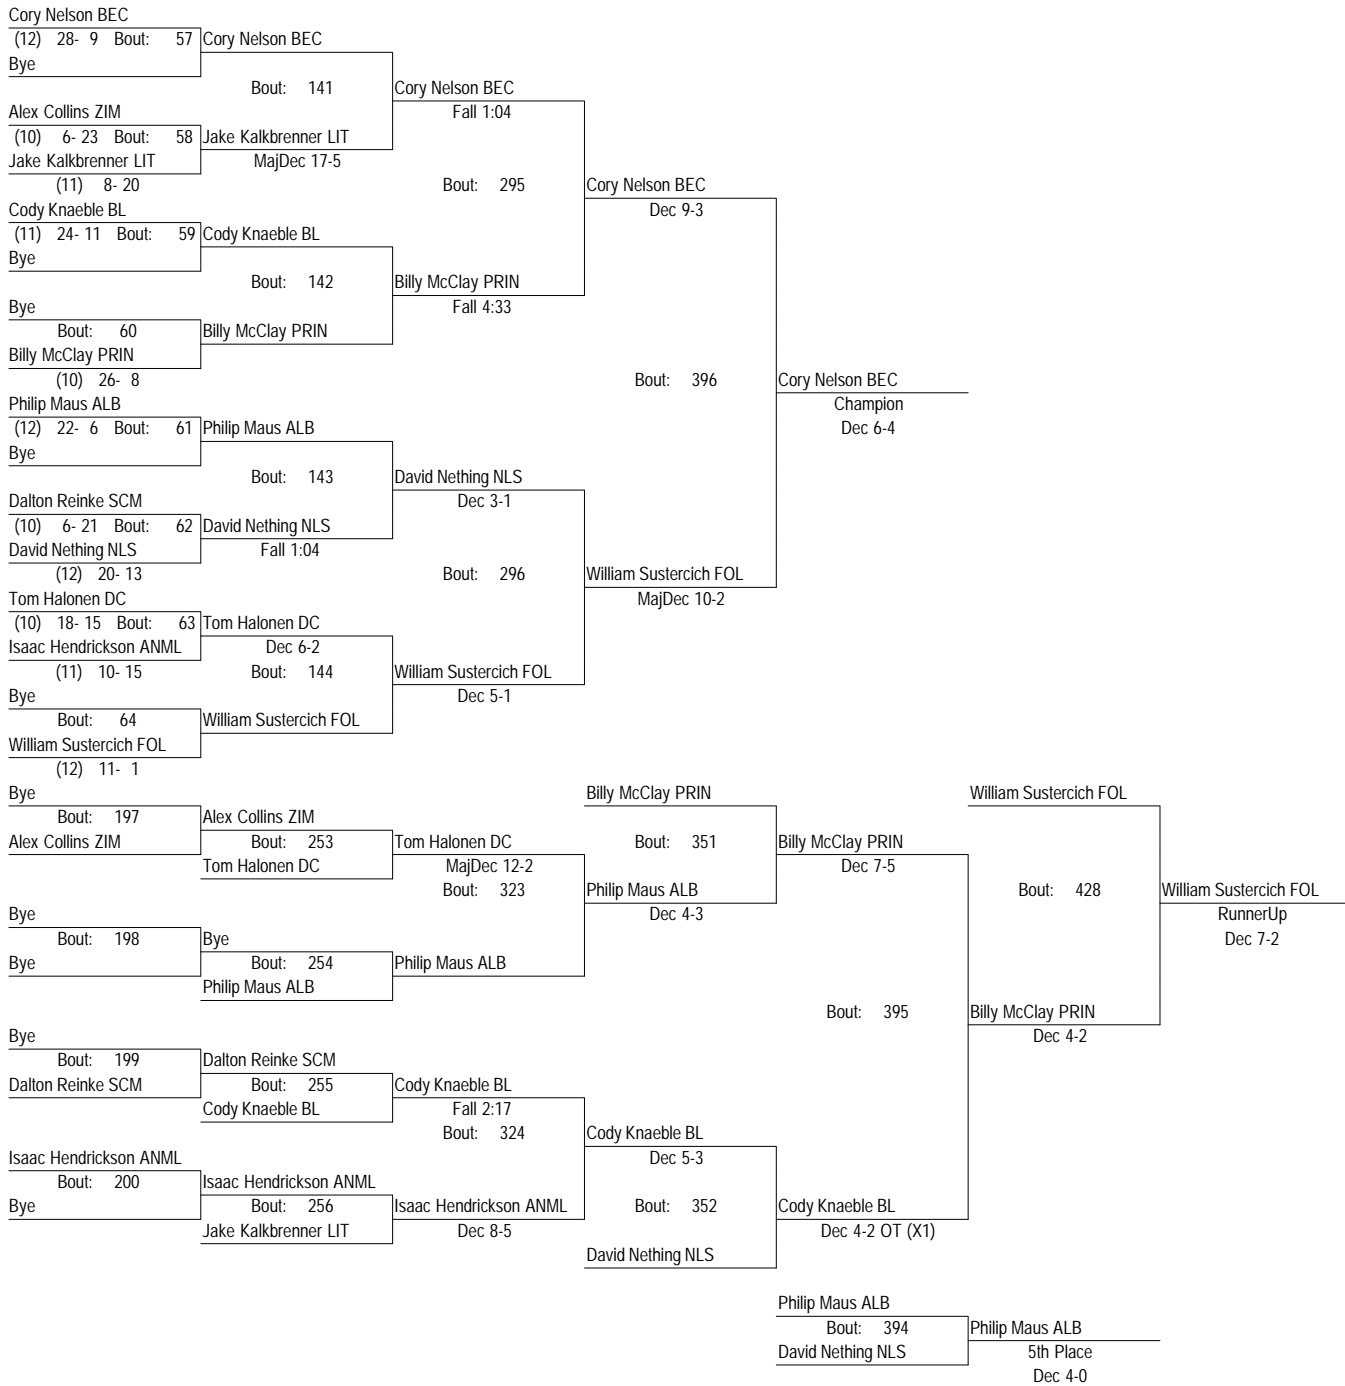 Cory Nelson BEC
(12) 28- 9 Bout: 57 Cory Nelson BEC
Bye
Bout: 141 Cory Nelson BEC
Alex Collins ZIM Fall 1:04
(10) 6- 23 Bout: 58 Jake Kalkbrenner LIT
Jake Kalkbrenner LIT MajDec 17-5
(11) 8- 20 Bout: 295 Cory Nelson BEC
Cody Knaeble BL Dec 9-3
(11) 24- 11 Bout: 59 Cody Knaeble BL
Bye
Bout: 142 Billy McClay PRIN
Bye Fall 4:33
Bout: 60 Billy McClay PRIN
Billy McClay PRIN
(10) 26- 8 Bout: 396 Cory Nelson BEC
Philip Maus ALB Champion
(12) 22- 6 Bout: 61 Philip Maus ALB Dec 6-4
Bye
Bout: 143 David Nething NLS
Dalton Reinke SCM Dec 3-1
(10) 6- 21 Bout: 62 David Nething NLS
David Nething NLS Fall 1:04
(12) 20- 13 Bout: 296 William Sustercich FOL
Tom Halonen DC MajDec 10-2
(10) 18- 15 Bout: 63 Tom Halonen DC
Isaac Hendrickson ANML Dec 6-2
(11) 10- 15 Bout: 144 William Sustercich FOL
Bye Dec 5-1
Bout: 64 William Sustercich FOL
William Sustercich FOL
(12) 11- 1
Bye Billy McClay PRIN William Sustercich FOL
Bout: 197 Alex Collins ZIM
Alex Collins ZIM Bout: 253 Tom Halonen DC Bout: 351 Billy McClay PRIN
Tom Halonen DC MajDec 12-2 Dec 7-5
Bout: 323 Philip Maus ALB Bout: 428 William Sustercich FOL
Bye Dec 4-3 RunnerUp
Bout: 198 Bye Dec 7-2
Bye Bout: 254 Philip Maus ALB
Philip Maus ALB
Bout: 395 Billy McClay PRIN
Bye Dec 4-2
Bout: 199 Dalton Reinke SCM
Dalton Reinke SCM Bout: 255 Cody Knaeble BL
Cody Knaeble BL Fall 2:17
Bout: 324 Cody Knaeble BL
Isaac Hendrickson ANML Dec 5-3
Bout: 200 Isaac Hendrickson ANML
Bye Bout: 256 Isaac Hendrickson ANML Bout: 352 Cody Knaeble BL
Jake Kalkbrenner LIT Dec 8-5 Dec 4-2 OT (X1)
David Nething NLS
Philip Maus ALB
Bout: 394 Philip Maus ALB
David Nething NLS 5th Place
Dec 4-0